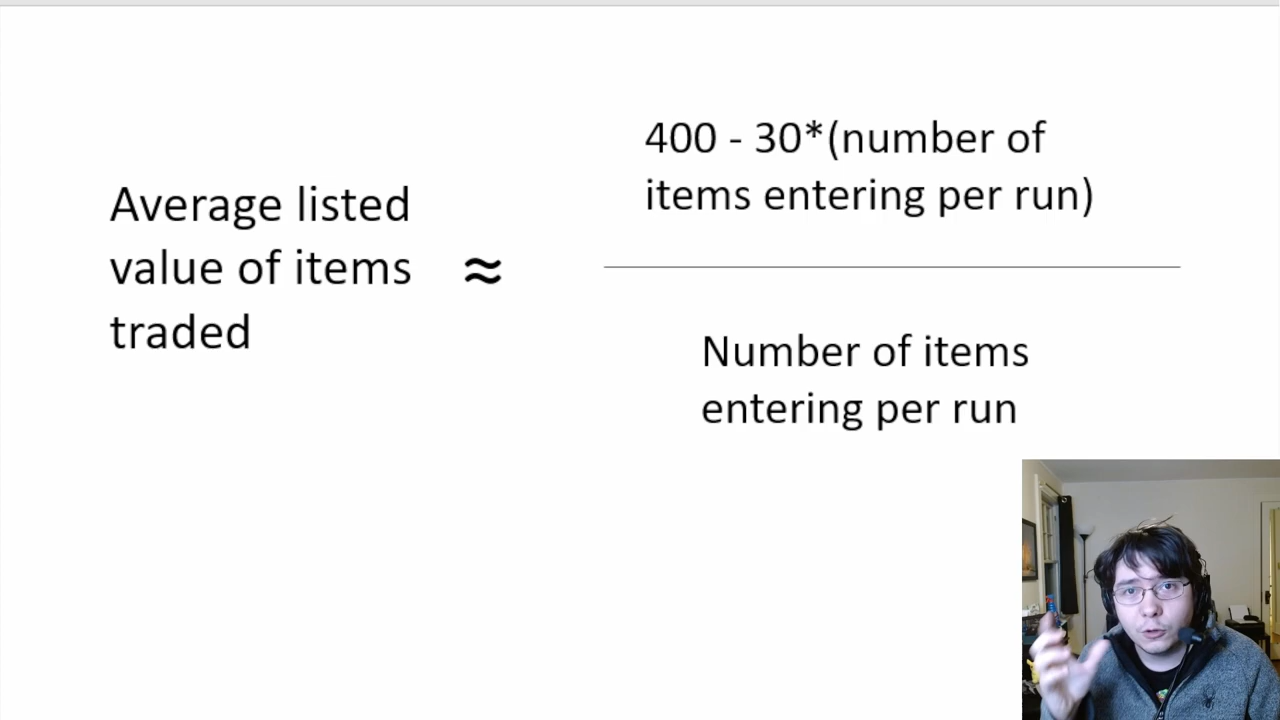 Average listed
value of items
traded
≈
400 - 30*(number of
items entering per run)
Number of items
entering per run